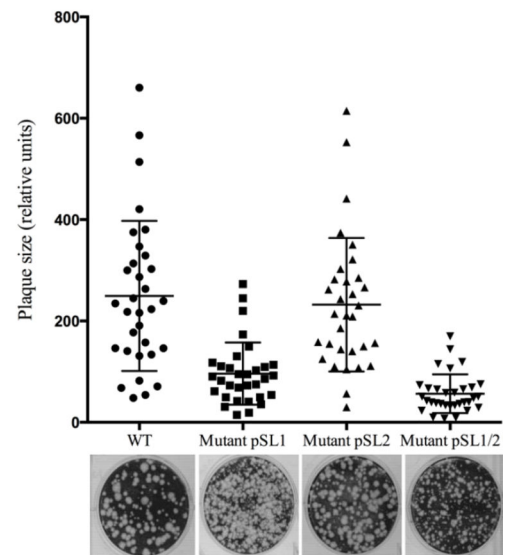 Plaque size (relative units)
800
600
400
200
0
WT
Mutant pSL1
Mutant pSL2
Mutant pSL1/2